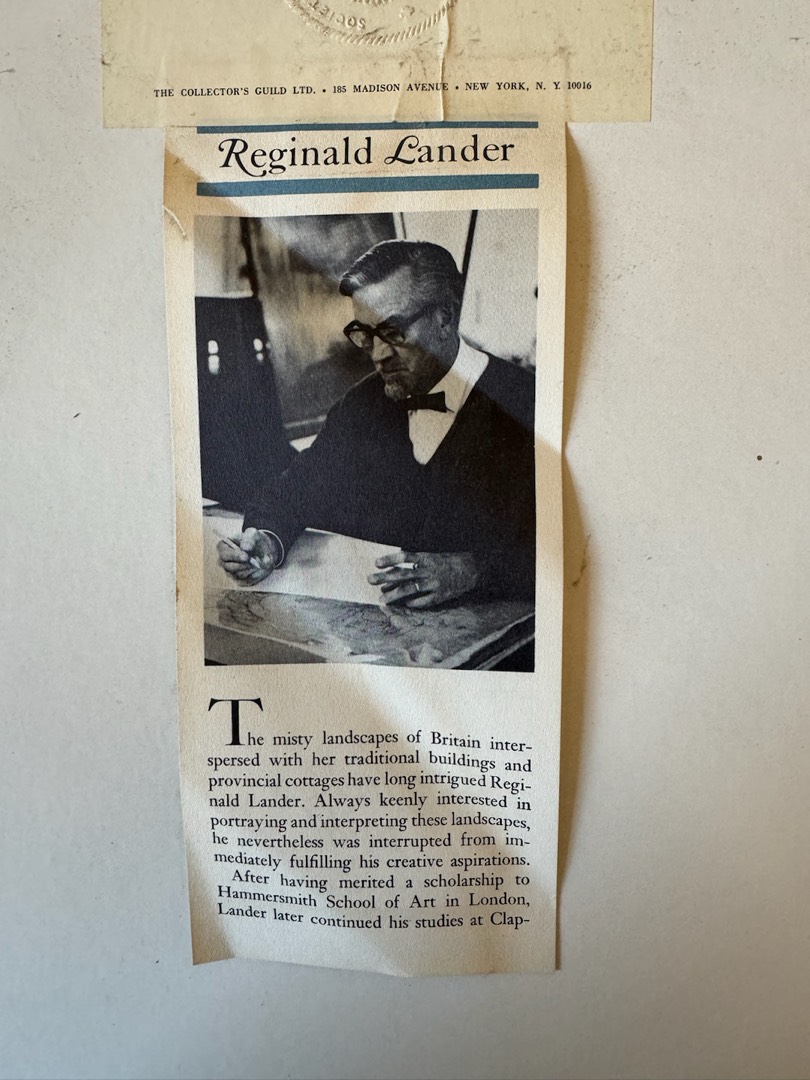 SOCIET
THE COLLECTOR'S GUILD LTD. • 185 MADISON AVENUE • NEW YORK, N. Y. 10016
Reginald Lander
The misty landscapes of Britain inter-
spersed with her traditional buildings and
provincial cottages have long intrigued Regi-
nald Lander. Always keenly interested in
portraying and interpreting these landscapes,
he nevertheless was interrupted from im-
mediately fulfilling his creative aspirations.
After having merited a scholarship to
Hammersmith School of Art in London,
Lander later continued his studies at Clap-